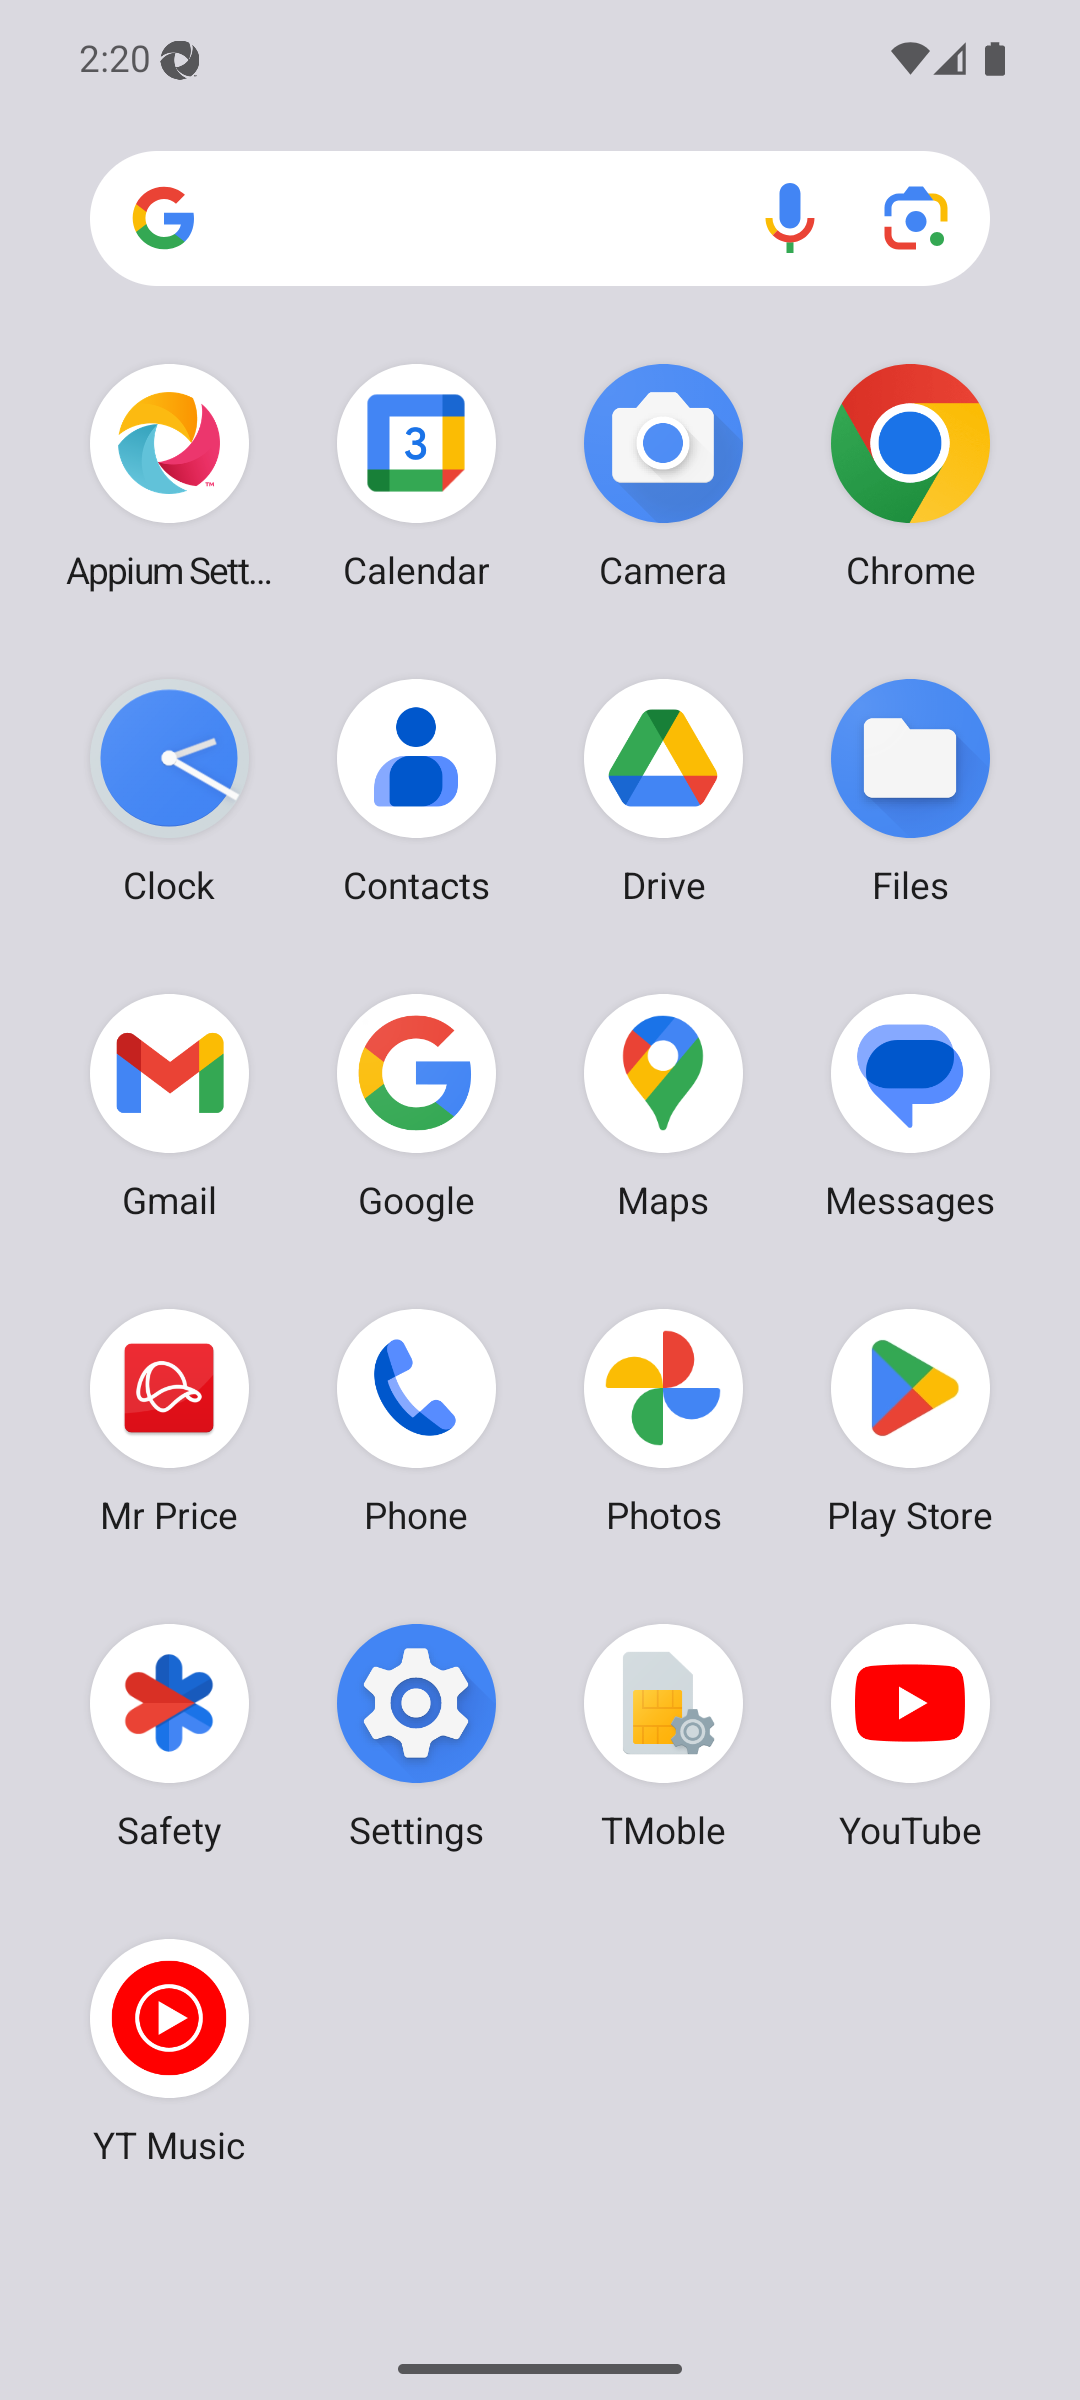 2:20
Appium Sett...
Calendar
Camera
Chrome
Clock
Contacts
Drive
Files
Gmail
Google
Maps
Messages
Mr Price
Phone
Photos
Play Store
Safety
Settings
TMoble
YouTube
YT Music